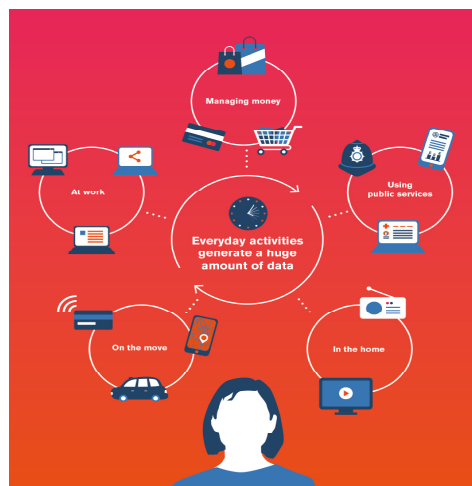 Managing money
At work
Using
public services
Everyday activities
generate a huge
amount of data
On the move
In the home